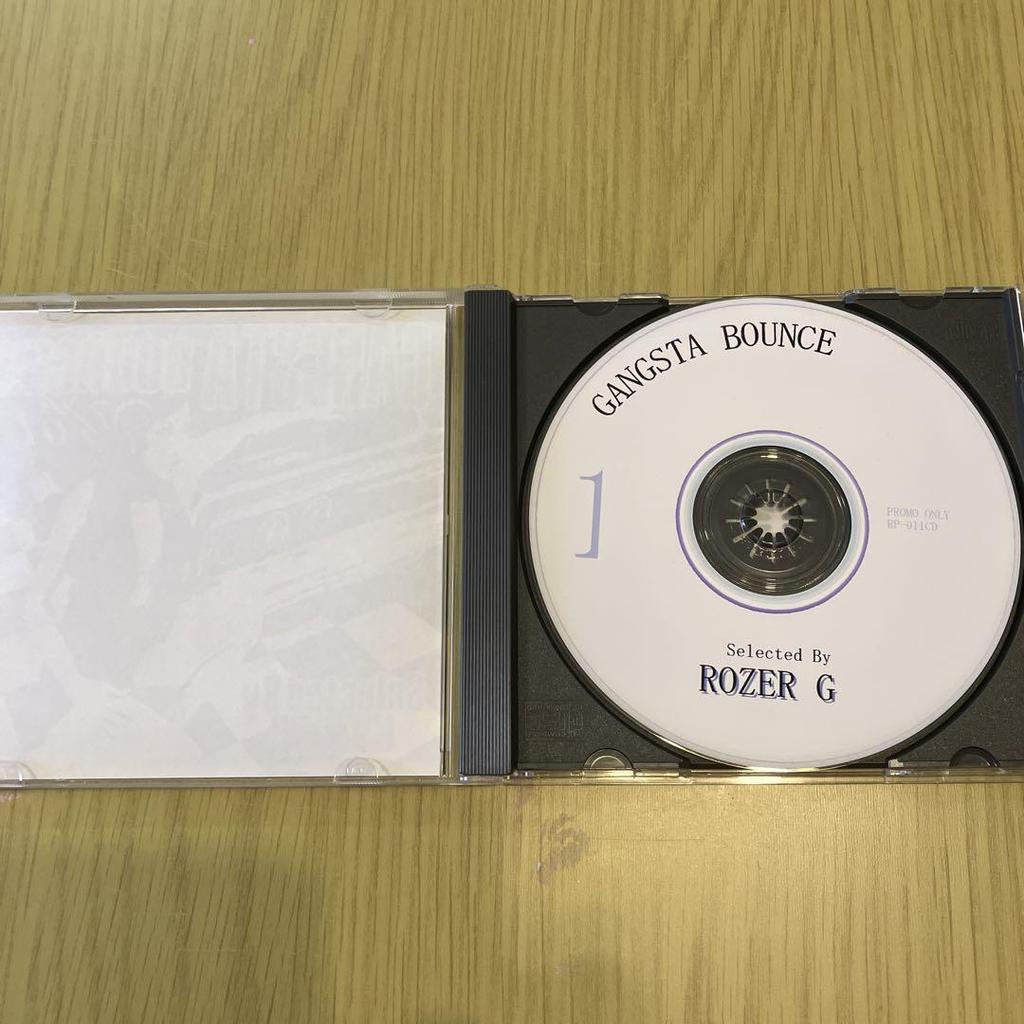 GANGSTA BOUNCE
1
PROMO ONLY
RP-011CD
Selected By
ROZER G